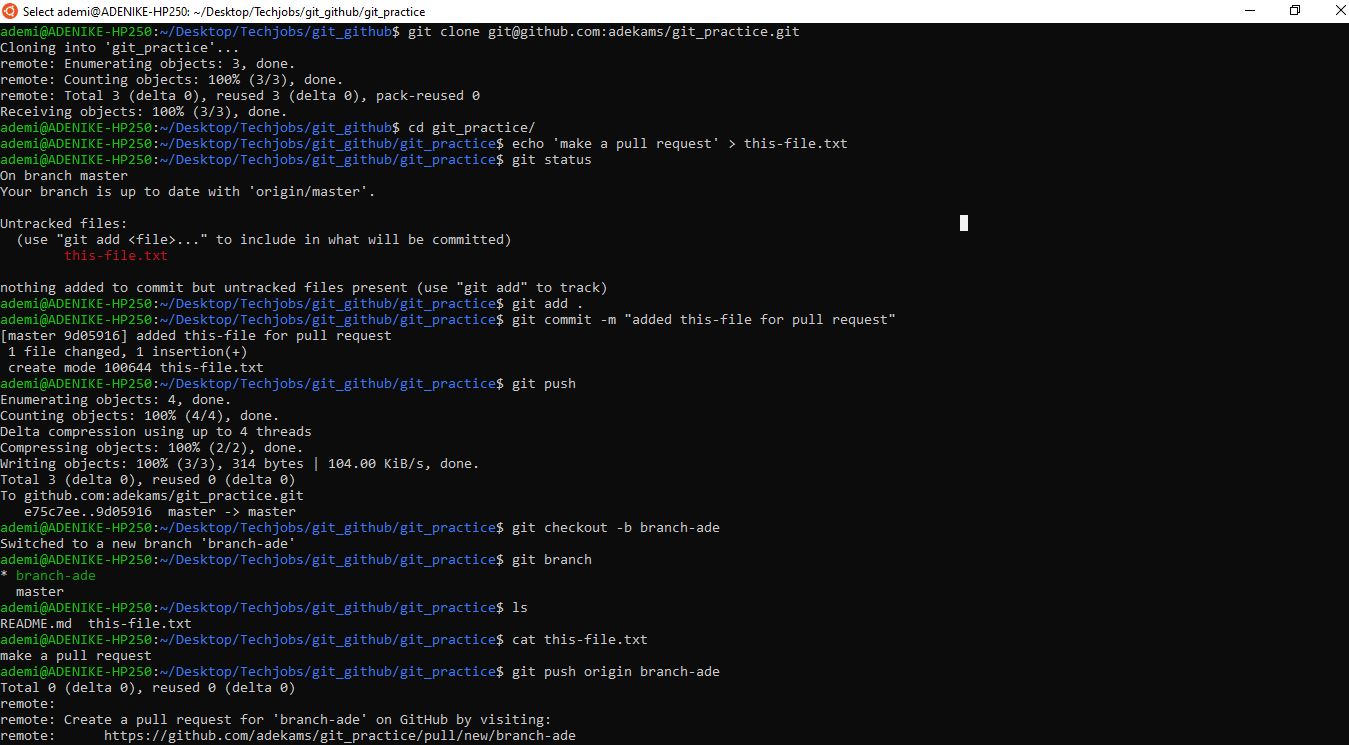 Select ademi@ADENIKE-HP250: ~/Desktop/Techjobs/git_github/git_practice
ademi@ADENIKE-HP250:~/Desktop/Techjobs/git_github$ git clone git@github.com:adekams/git_practice.git
Cloning into 'git_practice'...
remote: Enumerating objects: 3, done.
remote: Counting objects: 100% (3/3), done.
remote: Total 3 (delta 0), reused 3 (delta 0), pack-reused 0
Receiving objects: 100% (3/3), done.
ademi@ADENIKE-HP250:~/Desktop/Techjobs/git_github$ cd git_practice/
ademi@ADENIKE-HP250:~/Desktop/Techjobs/git_github/git_practice$ echo 'make a pull request' > this-file.txt
ademi@ADENIKE-HP250:~/Desktop/Techjobs/git_github/git_practice$ git status
On branch master
Your branch is up to date with 'origin/master'.

Untracked files:
  (use "git add <file>..." to include in what will be committed)
        this-file.txt

nothing added to commit but untracked files present (use "git add" to track)
ademi@ADENIKE-HP250:~/Desktop/Techjobs/git_github/git_practice$ git add .
ademi@ADENIKE-HP250:~/Desktop/Techjobs/git_github/git_practice$ git commit -m "added this-file for pull request"
[master 9d05916] added this-file for pull request
 1 file changed, 1 insertion(+)
 create mode 100644 this-file.txt
ademi@ADENIKE-HP250:~/Desktop/Techjobs/git_github/git_practice$ git push
Enumerating objects: 4, done.
Counting objects: 100% (4/4), done.
Delta compression using up to 4 threads
Compressing objects: 100% (2/2), done.
Writing objects: 100% (3/3), 314 bytes | 104.00 KiB/s, done.
Total 3 (delta 0), reused 0 (delta 0)
To github.com:adekams/git_practice.git
   e75c7ee..9d05916  master -> master
ademi@ADENIKE-HP250:~/Desktop/Techjobs/git_github/git_practice$ git checkout -b branch-ade
Switched to a new branch 'branch-ade'
ademi@ADENIKE-HP250:~/Desktop/Techjobs/git_github/git_practice$ git branch
* branch-ade
  master
ademi@ADENIKE-HP250:~/Desktop/Techjobs/git_github/git_practice$ ls
README.md  this-file.txt
ademi@ADENIKE-HP250:~/Desktop/Techjobs/git_github/git_practice$ cat this-file.txt
make a pull request
ademi@ADENIKE-HP250:~/Desktop/Techjobs/git_github/git_practice$ git push origin branch-ade
Total 0 (delta 0), reused 0 (delta 0)
remote:
remote: Create a pull request for 'branch-ade' on GitHub by visiting:
remote:      https://github.com/adekams/git_practice/pull/new/branch-ade